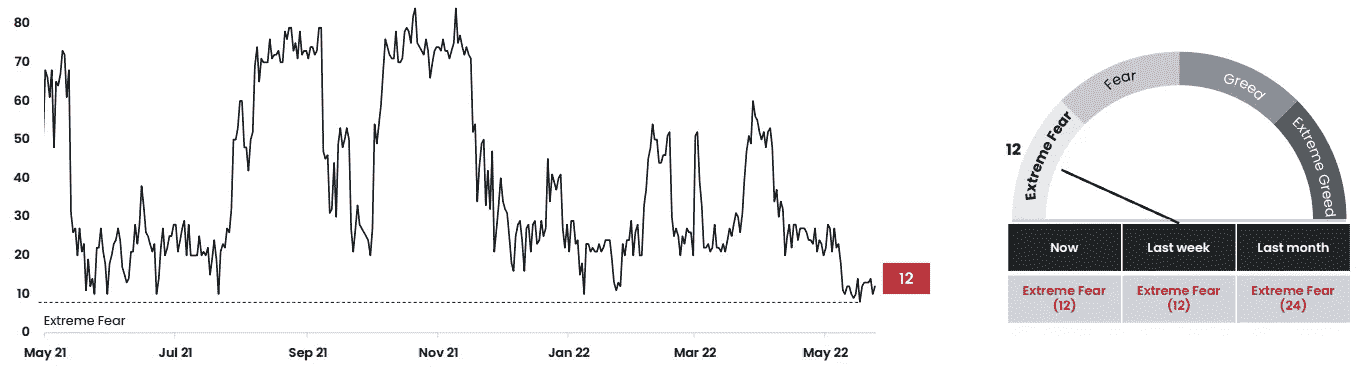 80
70
60
50
40
30
20
10
0
Extreme Fear
May 21 Jul 21 Sep 21 Nov 21 Jan 22 Mar 22 May 22
12
12
Extreme Fear
Fear
Greed
Extreme Greed
Now Last week Last month
Extreme Fear Extreme Fear Extreme Fear
(12) (12) (24)